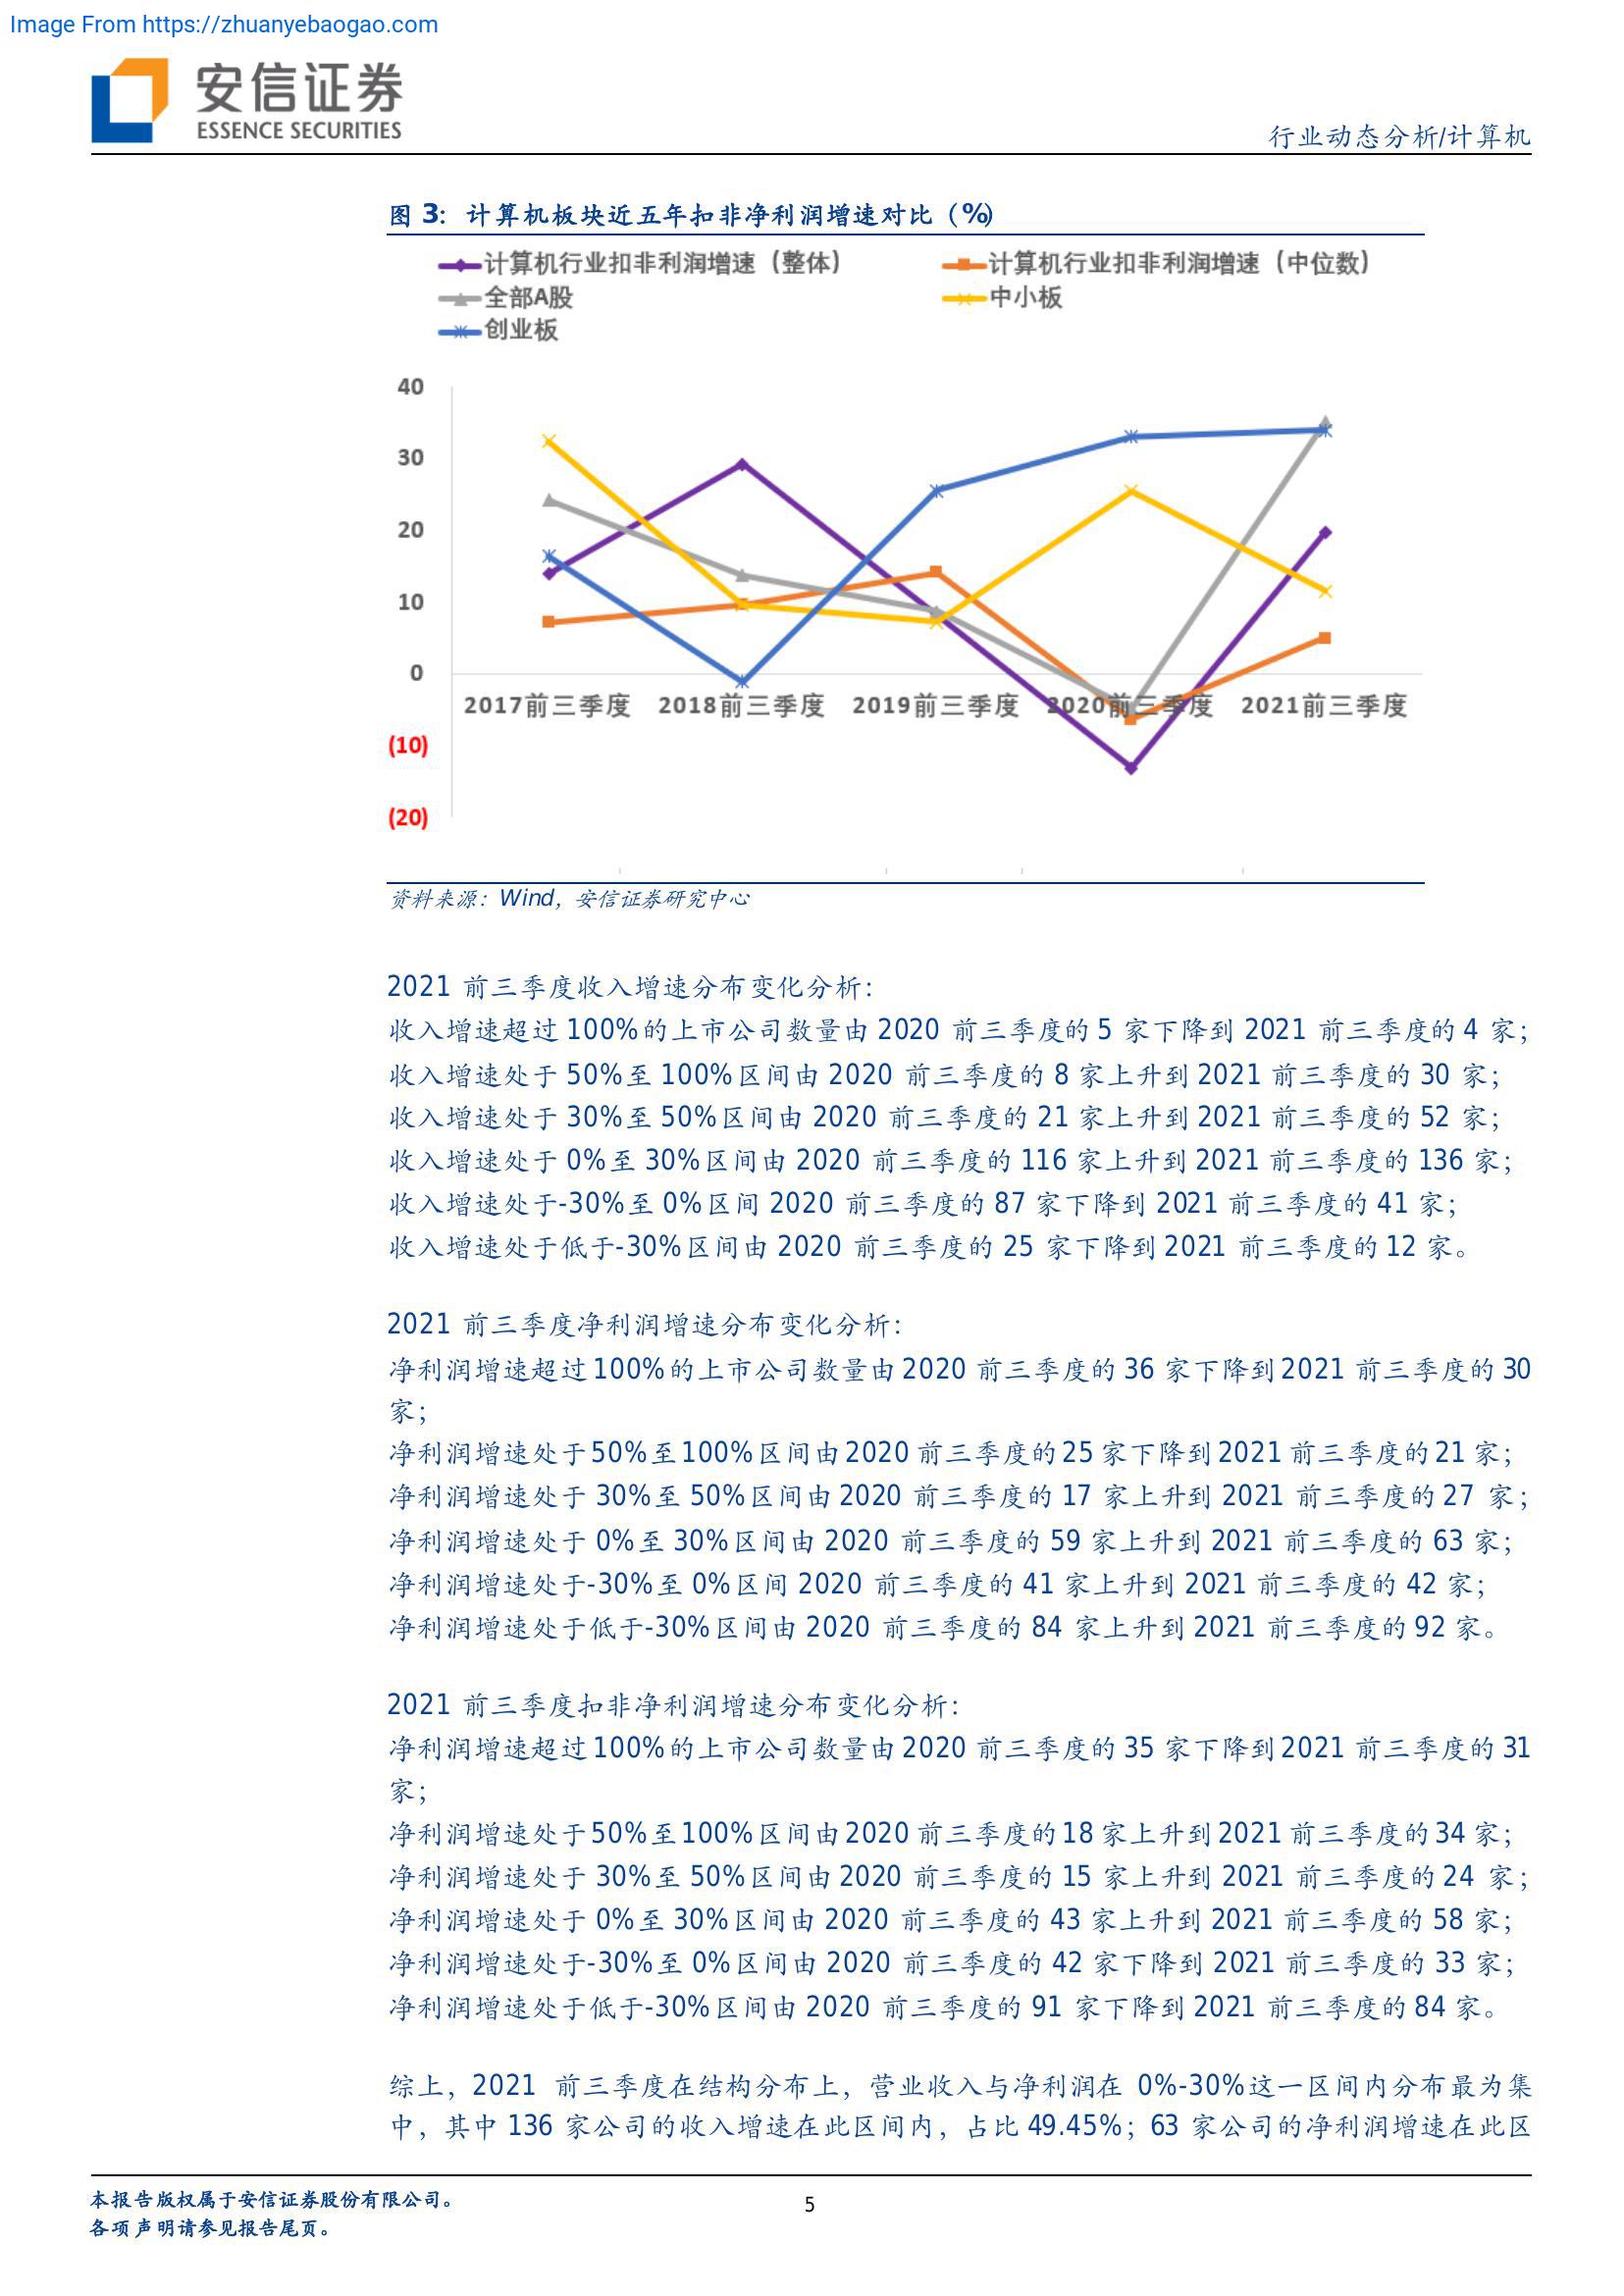 Image From https://zhuanyebaogao.com
安信证券
ESSENCE SECURITIES
行业动态分析/计算机
图 3：计算机板块近五年扣非净利润增速对比（%）
计算机行业扣非利润增速（整体）
计算机行业扣非利润增速（中位数）
全部A股
中小板
创业板
40
30
20
10
0
2017前三季度 2018前三季度 2019前三季度 2020前三季度 2021前三季度
(10)
(20)
资料来源：Wind，安信证券研究中心
2021 前三季度收入增速分布变化分析：
收入增速超过 100%的上市公司数量由 2020 前三季度的 5 家下降到 2021 前三季度的 4 家；
收入增速处于 50%至 100%区间由 2020 前三季度的 8 家上升到 2021 前三季度的 30 家；
收入增速处于 30%至 50%区间由 2020 前三季度的 21 家上升到 2021 前三季度的 52 家；
收入增速处于 0%至 30%区间由 2020 前三季度的 116 家上升到 2021 前三季度的 136 家；
收入增速处于-30%至 0%区间 2020 前三季度的 87 家下降到 2021 前三季度的 41 家；
收入增速处于低于-30%区间由 2020 前三季度的 25 家下降到 2021 前三季度的 12 家。
2021 前三季度净利润增速分布变化分析：
净利润增速超过 100%的上市公司数量由 2020 前三季度的 36 家下降到 2021 前三季度的 30
家；
净利润增速处于 50%至 100%区间由 2020 前三季度的 25 家下降到 2021 前三季度的 21 家；
净利润增速处于 30%至 50%区间由 2020 前三季度的 17 家上升到 2021 前三季度的 27 家；
净利润增速处于 0%至 30%区间由 2020 前三季度的 59 家上升到 2021 前三季度的 63 家；
净利润增速处于-30%至 0%区间 2020 前三季度的 41 家上升到 2021 前三季度的 42 家；
净利润增速处于低于-30%区间由 2020 前三季度的 84 家上升到 2021 前三季度的 92 家。
2021 前三季度扣非净利润增速分布变化分析：
净利润增速超过 100%的上市公司数量由 2020 前三季度的 35 家下降到 2021 前三季度的 31
家；
净利润增速处于 50%至 100%区间由 2020 前三季度的 18 家上升到 2021 前三季度的 34 家；
净利润增速处于 30%至 50%区间由 2020 前三季度的 15 家上升到 2021 前三季度的 24 家；
净利润增速处于 0%至 30%区间由 2020 前三季度的 43 家上升到 2021 前三季度的 58 家；
净利润增速处于-30%至 0%区间由 2020 前三季度的 42 家下降到 2021 前三季度的 33 家；
净利润增速处于低于-30%区间由 2020 前三季度的 91 家下降到 2021 前三季度的 84 家。
综上，2021 前三季度在结构分布上，营业收入与净利润在 0%-30%这一区间内分布最为集
中，其中 136 家公司的收入增速在此区间内，占比 49.45%；63 家公司的净利润增速在此区
本报告版权属于安信证券股份有限公司。
5
各项声明请参见报告尾页。